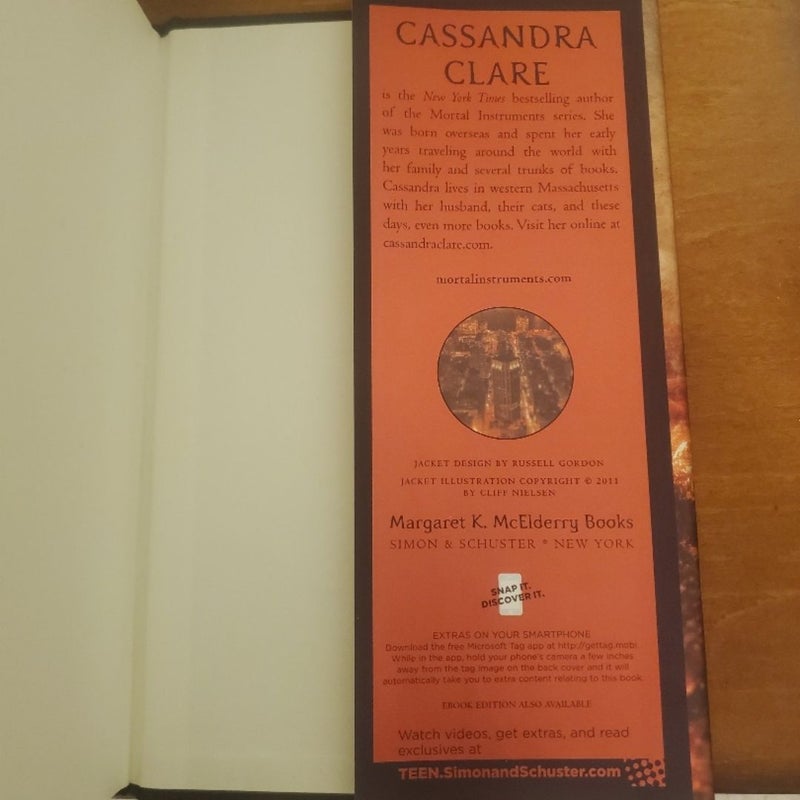 CASSANDRA
CLARE
is the New York Times bestselling author
of the Mortal Instruments series. She
was born overseas and spent her early
years traveling around the world with
her family and several trunks of books.
Cassandra lives in western Massachusetts
with her husband, their cats, and these
days, even more books. Visit her online at
cassandraclare.com.
mortalinstruments.com
JACKET DESIGN BY RUSSELL GORDON
JACKET ILLUSTRATION COPYRIGHT © 2011
BY CLIFF NIELSEN
Margaret K. McElderry Books
SIMON & SCHUSTER * NEW YORK
SNAP IT.
DISCOVER IT.
EXTRAS ON YOUR SMARTPHONE
Download the free Microsoft Tag app at http://gettag.mobi.
While in the app, hold your phone's camera a few inches
away from the tag image on the back cover and it will
automatically take you to extra content relating to this book.
EBOOK EDITION ALSO AVAILABLE
Watch videos, get extras, and read
exclusives at
TEEN.SimonandSchuster.com